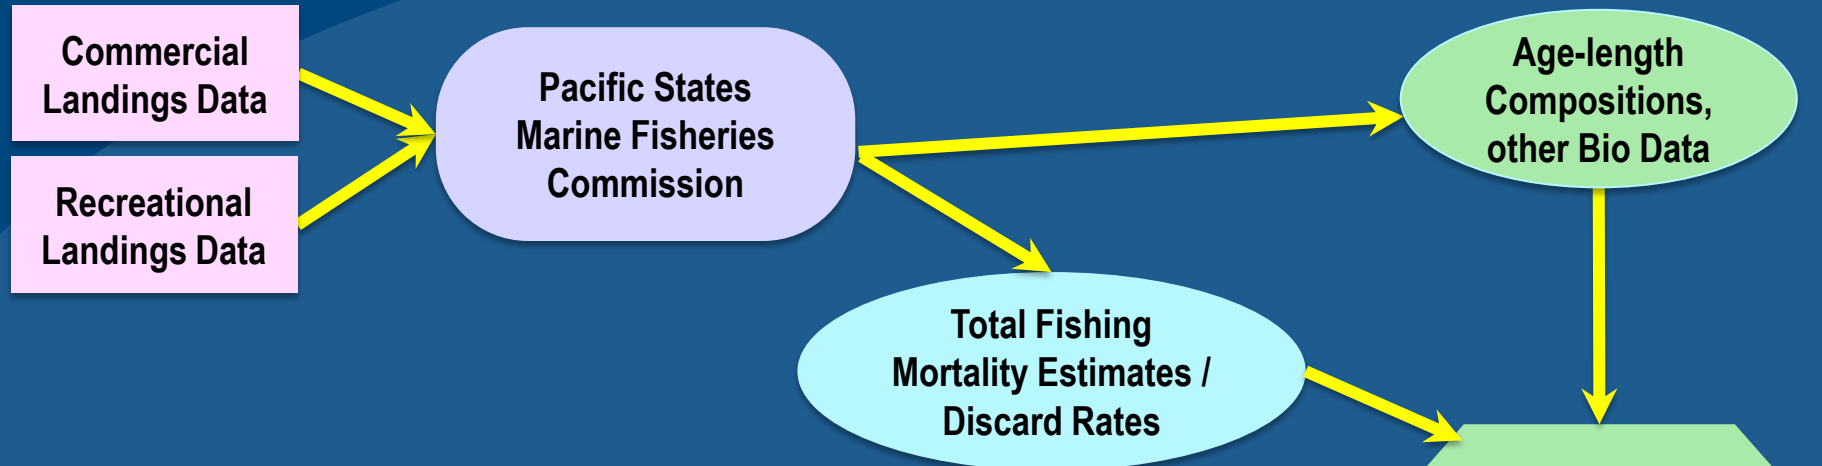 Commercial
Landings Data
Recreational
Landings Data
Pacific States
Marine Fisheries
Commission
Age-length
Compositions,
other Bio Data
Total Fishing
Mortality Estimates /
Discard Rates